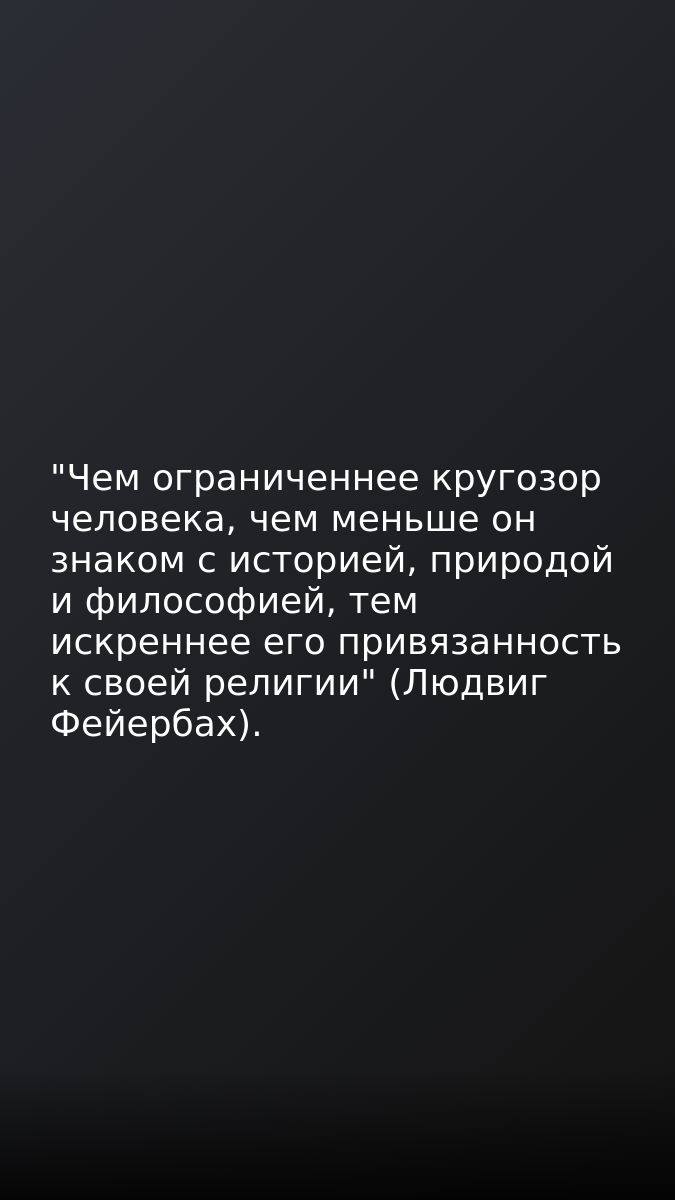 "Чем ограниченнее кругозор
человека, чем меньше он
знаком с историей, природой
и философией, тем
искреннее его привязанность
к своей религии" (Людвиг
Фейербах).